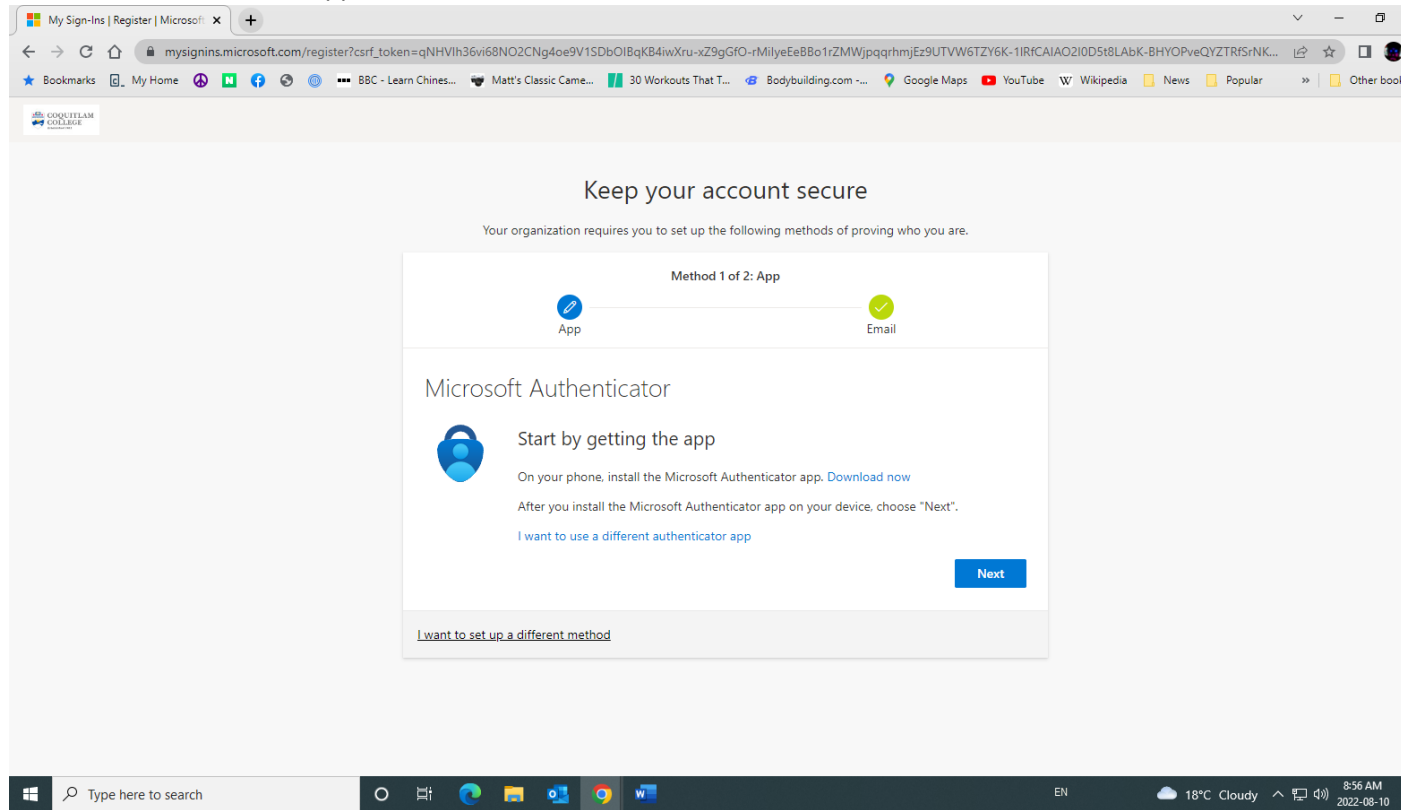 My Sign-Ins | Register | Microsoft
mysignins.microsoft.com/register?csrf_token=qNHVIh36vi68NO2CNg4oe9V1SDbOIBqKB4iwXru-xZ9gGfO-rMiIyeEeBBo1rZMWjpqqrhmjEz9UTVW6TZY6K-1IRfCAIAO2I0D5t8LAbK-BHYOPveQYZTRfSrNK...
Bookmarks My Home BBC - Learn Chines... Matt's Classic Came... 30 Workouts That T... Bodybuilding.com -... Google Maps YouTube W Wikipedia News Popular » Other book
COQUITLAM
COLLEGE
Keep your account secure
Your organization requires you to set up the following methods of proving who you are.
Method 1 of 2: App
App Email
Microsoft Authenticator
Start by getting the app
On your phone, install the Microsoft Authenticator app. Download now
After you install the Microsoft Authenticator app on your device, choose "Next".
I want to use a different authenticator app
Next
I want to set up a different method
Type here to search EN 18°C Cloudy 8:56 AM
2022-08-10